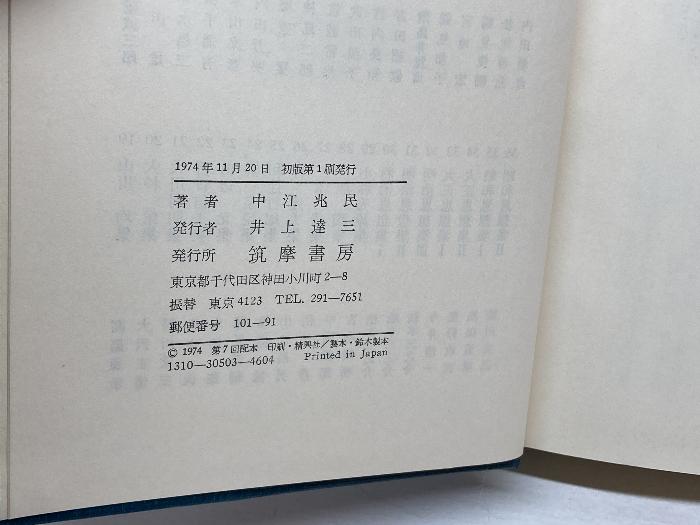 1974年11月20日 初版第1刷発行
著者 中江兆民
発行者 井上達三
発行所 筑摩書房
東京都千代田区神田小川町2—8
振替 東京4123 TEL. 291—7651
郵便番号 101—91
© 1974 第7回配本 印刷・精興社/製本・鈴木製本
1310—30503—4604 Printed in Japan